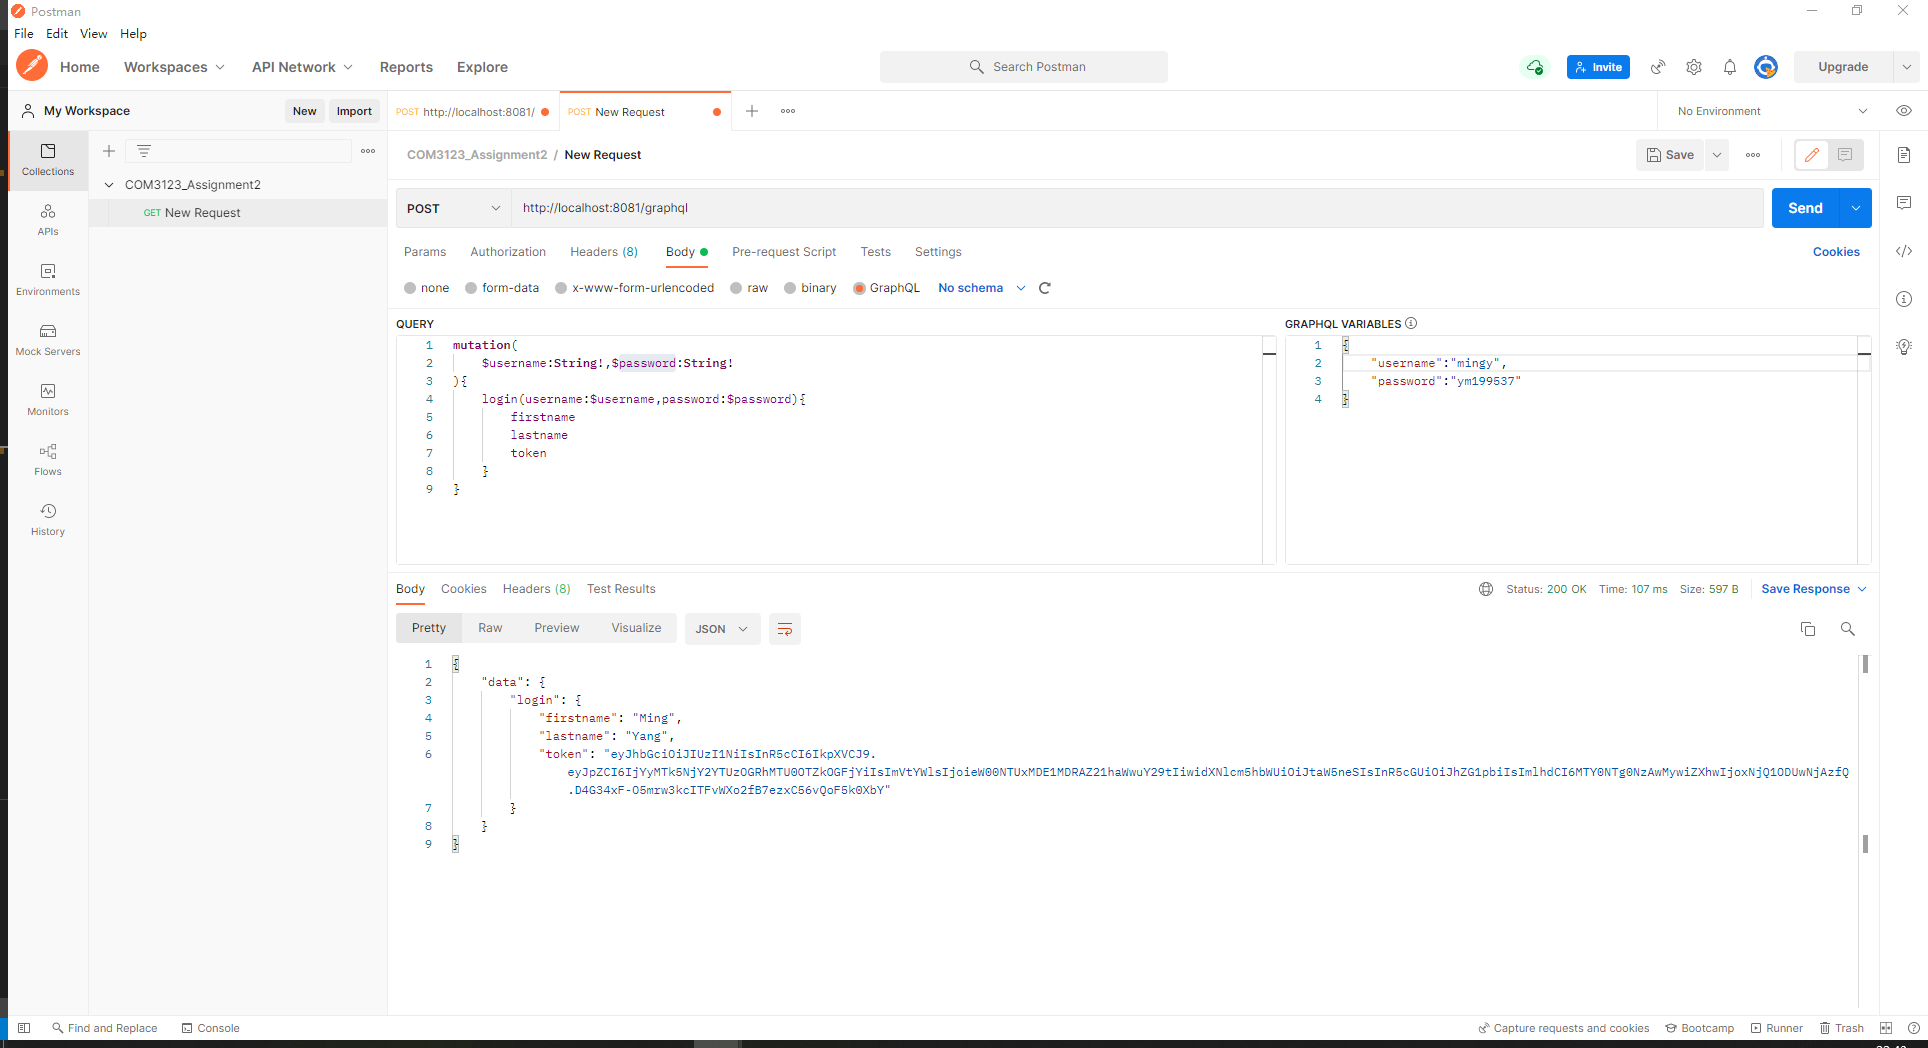 Postman
File Edit View Help
Home Workspaces API Network Reports Explore
Search Postman
Invite
Upgrade
My Workspace New Import
POST http://localhost:8081/
POST New Request
No Environment
Collections
COM3123_Assignment2
GET New Request
APIs
Environments
Mock Servers
Monitors
Flows
History
COM3123_Assignment2 / New Request
Save
POST http://localhost:8081/graphql
Send
Params Authorization Headers (8) Body Pre-request Script Tests Settings
Cookies
none form-data x-www-form-urlencoded raw binary GraphQL No schema
QUERY
1 mutation(
2 $username:String!,$password:String!
3 ){
4 login(username:$username,password:$password){
5 firstname
6 lastname
7 token
8 }
9 }
GRAPHQL VARIABLES
1 {
2 "username":"mingy",
3 "password":"ym199537"
4 }
Body Cookies Headers (8) Test Results
Status: 200 OK Time: 107 ms Size: 597 B Save Response
Pretty Raw Preview Visualize JSON
1 {
2 "data": {
3 "login": {
4 "firstname": "Ming",
5 "lastname": "Yang",
6 "token": "eyJhbGciOiJIUzI1NiIsInR5cCI6IkpXVCJ9.
eyJpZCI6IjYyMTk5NjY2YTUzOGRhMTU0OTZkOGFjYiIsImVtYWlsIjoieW00NTUxMDE1MDRAZ21haWwuY29tIiwidXNlcm5hbWUiOiJtaW5neSIsInR5cGUiOiJhZG1pbiIsImlhdCI6MTY0NTg0NzAwMywiZXhwIjoxNjQ1ODUwNjAzfQ
.D4G34xF-O5mrw3kcITFvWXo2fB7ezxC56vQoF5k0XbY"
7 }
8 }
9 }
Find and Replace Console
Capture requests and cookies Bootcamp Runner Trash